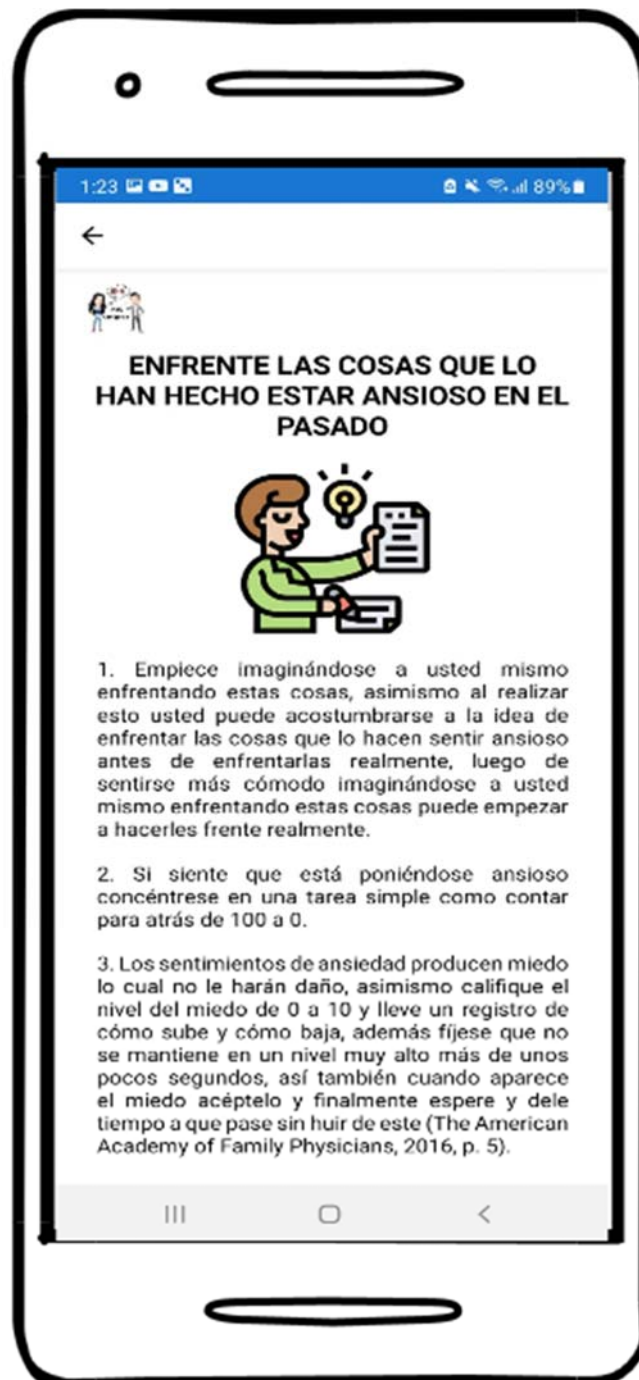 1:23 89%
ENFRENTE LAS COSAS QUE LO
HAN HECHO ESTAR ANSIOSO EN EL
PASADO
1. Empiece imaginándose a usted mismo
enfrentando estas cosas, asimismo al realizar
esto usted puede acostumbrarse a la idea de
enfrentar las cosas que lo hacen sentir ansioso
antes de enfrentarlas realmente, luego de
sentirse más cómodo imaginándose a usted
mismo enfrentando estas cosas puede empezar
a hacerles frente realmente.
2. Si siente que está poniéndose ansioso
concéntrese en una tarea simple como contar
para atrás de 100 a 0.
3. Los sentimientos de ansiedad producen miedo
lo cual no le harán daño, asimismo califique el
nivel del miedo de 0 a 10 y lleve un registro de
cómo sube y cómo baja, además fíjese que no
se mantiene en un nivel muy alto más de unos
pocos segundos, así también cuando aparece
el miedo acéptelo y finalmente espere y dele
tiempo a que pase sin huir de este (The American
Academy of Family Physicians, 2016, p. 5).